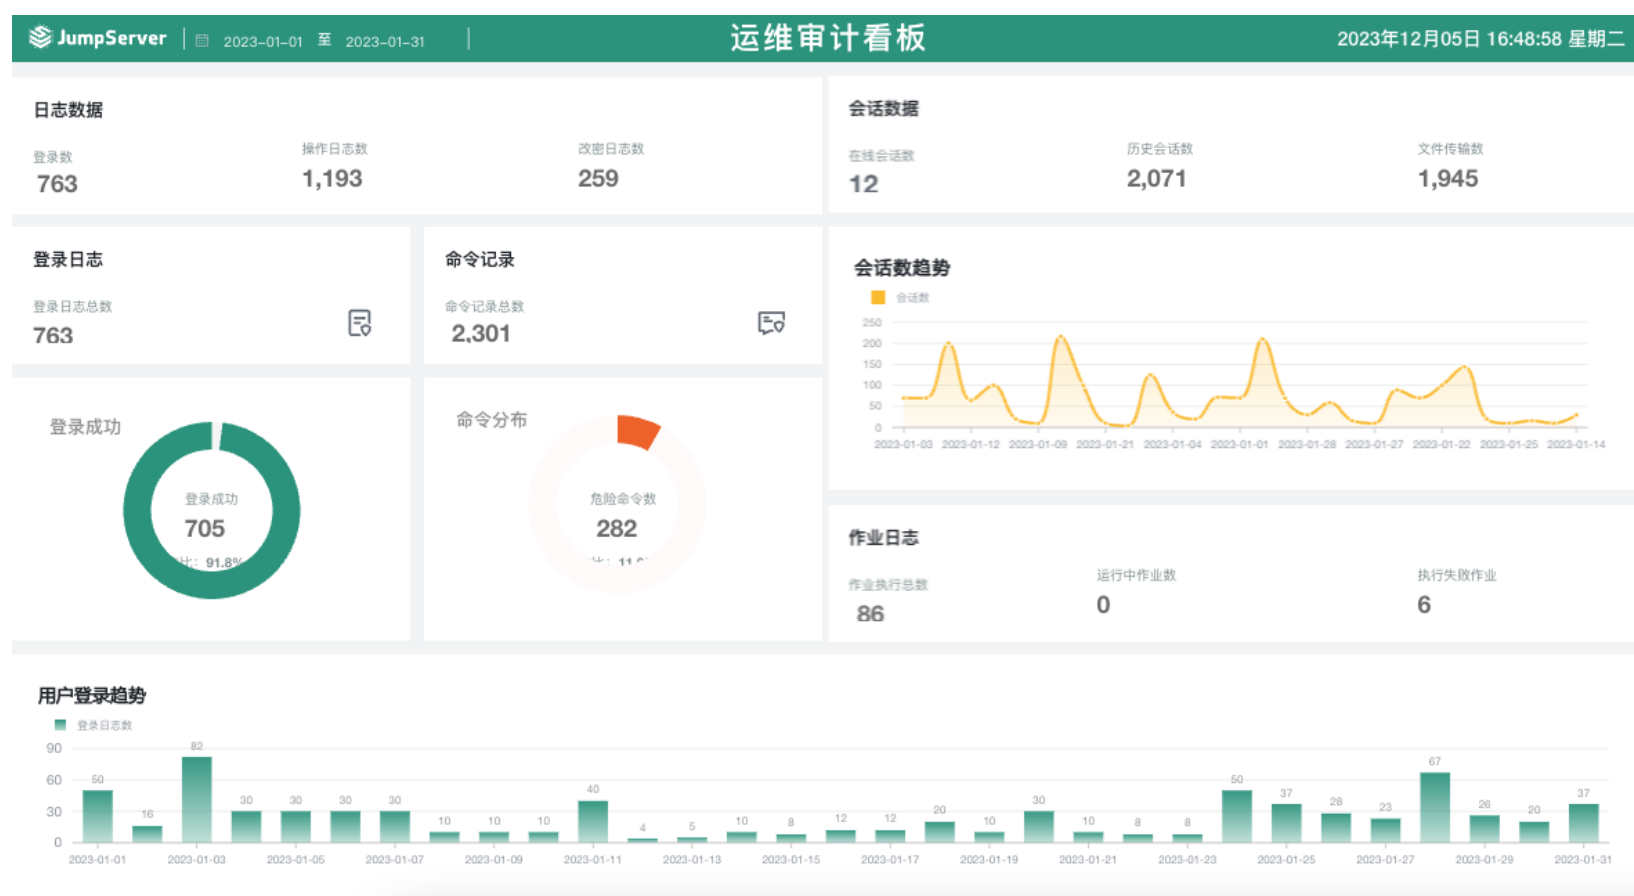 JumpServer 2023-01-01 至 2023-01-31
运维审计看板
2023年12月05日 16:48:58 星期二
日志数据
登录数
763
操作日志数
1,193
改密日志数
259
会话数据
在线会话数
12
历史会话数
2,071
文件传输数
1,945
登录日志
登录日志总数
763
命令记录
命令记录总数
2,301
登录成功
登录成功
705
比: 91.8%
命令分布
危险命令数
282
会话数趋势
会话数
250
200
150
100
50
0
2023-01-03 2023-01-12 2023-01-09 2023-01-21 2023-01-04 2023-01-01 2023-01-28 2023-01-27 2023-01-22 2023-01-25 2023-01-14
作业日志
作业执行总数
86
运行中作业数
0
执行失败作业
6
用户登录趋势
登录日志数
90
60
30
0
50 16 82 30 30 30 30 10 10 10 40 4 5 10 8 12 12 20 10 30 10 8 8 50 37 28 23 67 26 20 37
2023-01-01 2023-01-03 2023-01-05 2023-01-07 2023-01-09 2023-01-11 2023-01-13 2023-01-15 2023-01-17 2023-01-19 2023-01-21 2023-01-23 2023-01-25 2023-01-27 2023-01-29 2023-01-31